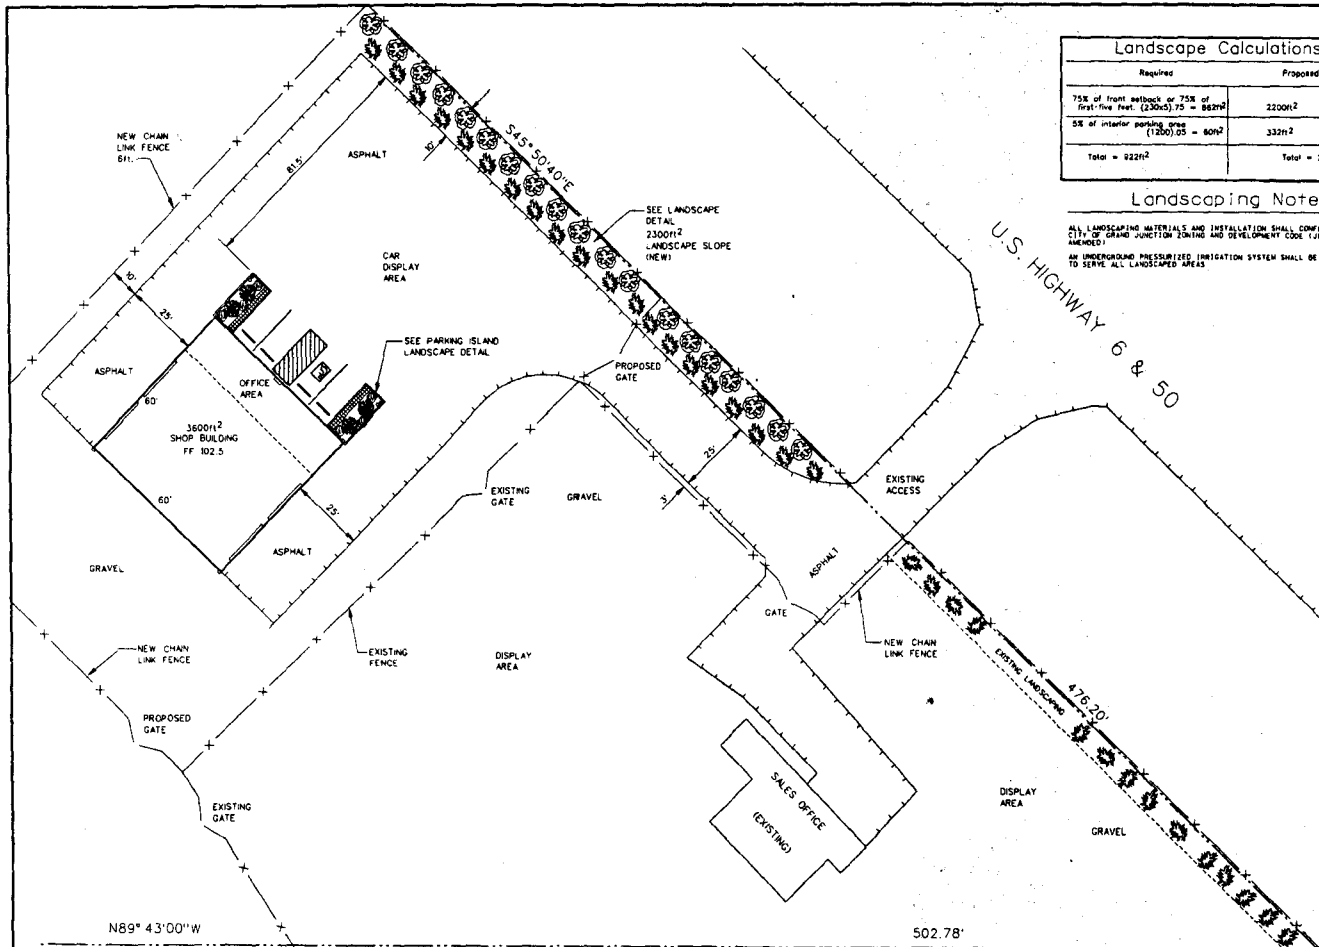 Landscape Calculations
Required
Proposed
75% of front setback or 75% of
first-five feet. (230x5).75 = 862ft²
2200ft²
5% of interior parking area
(1200).05 = 60ft²
332ft²
Total = 922ft²
Total =
Landscaping Note
ALL LANDSCAPING MATERIALS AND INSTALLATION SHALL CONF
CITY OF GRAND JUNCTION ZONING AND DEVELOPMENT CODE
AMENDED)
AN UNDERGROUND PRESSURIZED IRRIGATION SYSTEM SHALL BE
TO SERVE ALL LANDSCAPED AREAS
NEW CHAIN
LINK FENCE
6ft.
ASPHALT
81.5'
10'
S45°50'40"E
SEE LANDSCAPE
DETAIL
2300ft²
LANDSCAPE SLOPE
(NEW)
U.S. HIGHWAY 6 & 50
CAR
DISPLAY
AREA
10'
25'
SEE PARKING ISLAND
LANDSCAPE DETAIL
PROPOSED
GATE
ASPHALT
OFFICE
AREA
60'
3600ft²
SHOP BUILDING
FF 102.5
60'
25'
EXISTING
GATE
GRAVEL
25'
3'
EXISTING
ACCESS
ASPHALT
ASPHALT
GRAVEL
GATE
NEW CHAIN
LINK FENCE
EXISTING
FENCE
DISPLAY
AREA
NEW CHAIN
LINK FENCE
EXISTING LANDSCAPING
476.20'
PROPOSED
GATE
SALES OFFICE
(EXISTING)
DISPLAY
AREA
GRAVEL
EXISTING
GATE
N89° 43'00"W
502.78'